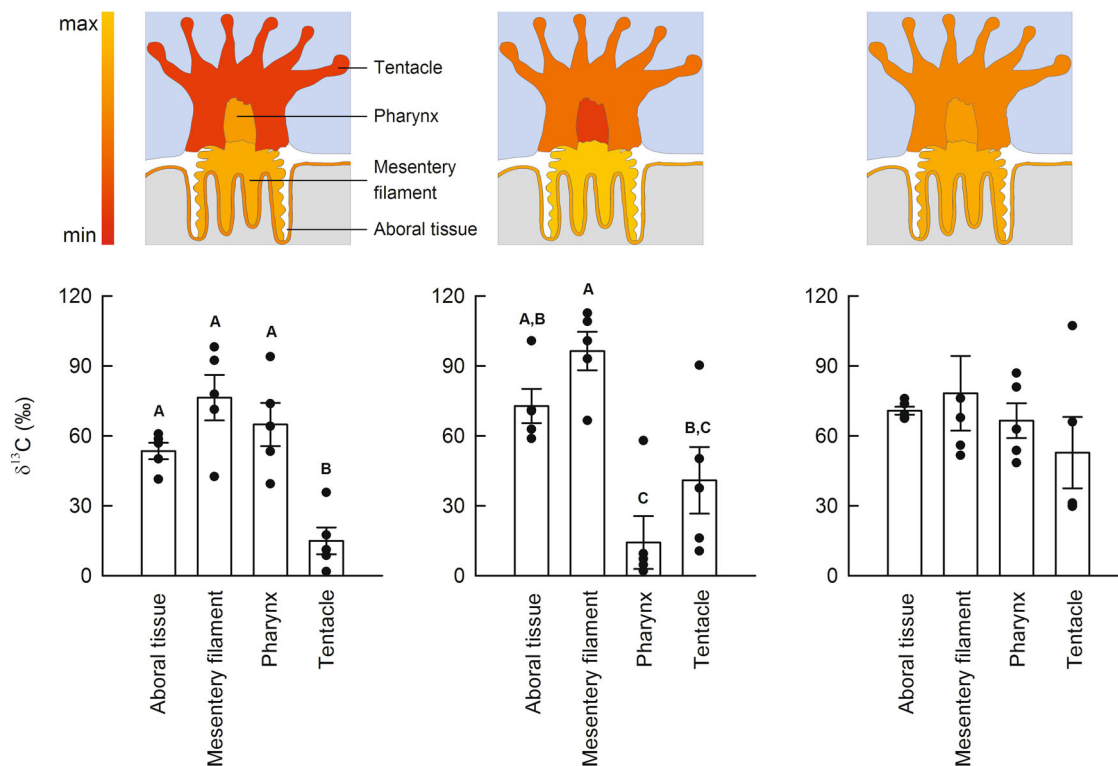 max
min
Tentacle
Pharynx
Mesentery
filament
Aboral tissue
δ¹³C (‰)
120
90
60
30
0
A
A
A
B
Aboral tissue
Mesentery filament
Pharynx
Tentacle
120
90
60
30
0
A,B
A
C
B,C
Aboral tissue
Mesentery filament
Pharynx
Tentacle
120
90
60
30
0
Aboral tissue
Mesentery filament
Pharynx
Tentacle